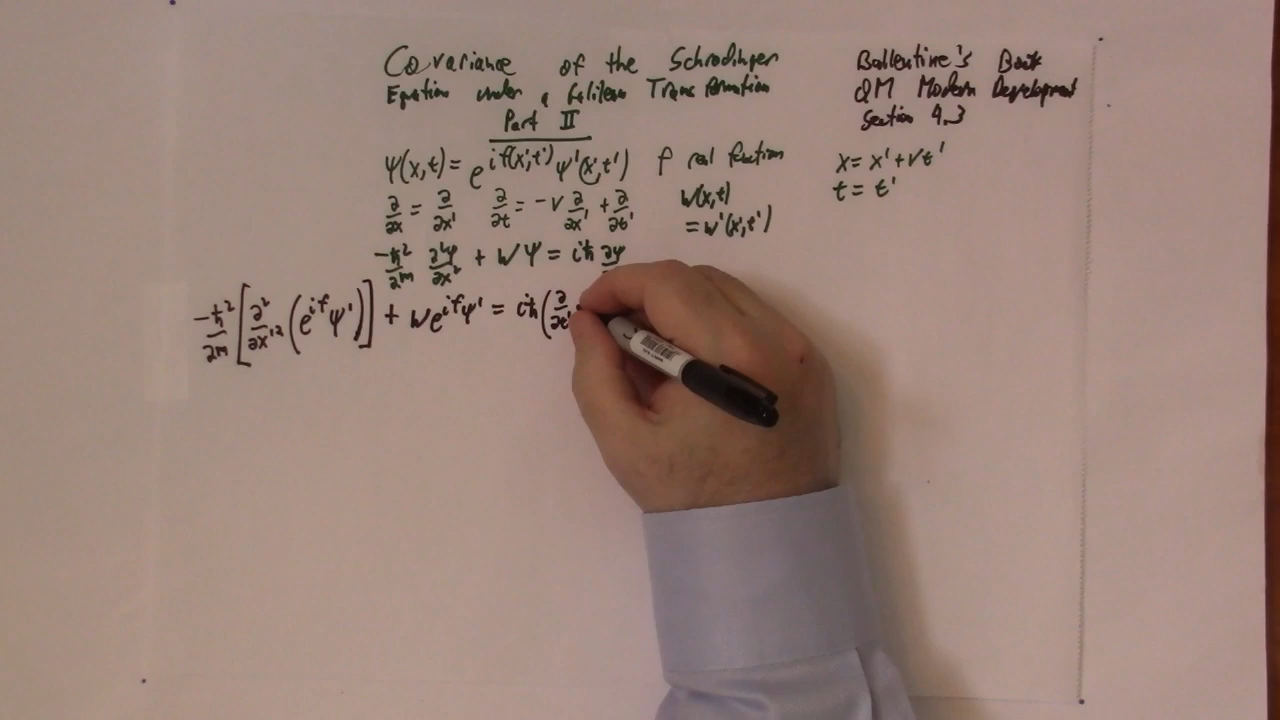 Covariance of the Schrodinger
Equation under a Galilean Transformation
Part II
ψ(x,t) = e^{if(x',t')} ψ'(x',t') f real function
∂/∂x = ∂/∂x' ∂/∂t = -v ∂/∂x' + ∂/∂t' W(x,t)
= W'(x',t')
-ħ²/2m ∂²ψ/∂x² + Wψ = iħ ∂ψ
-ħ²/2m [∂²/∂x'² (e^{if} ψ')] + W e^{if} ψ' = iħ (∂/∂t'
Ballentine's Book
QM Modern Development
Section 4.3
x = x' + vt'
t = t'